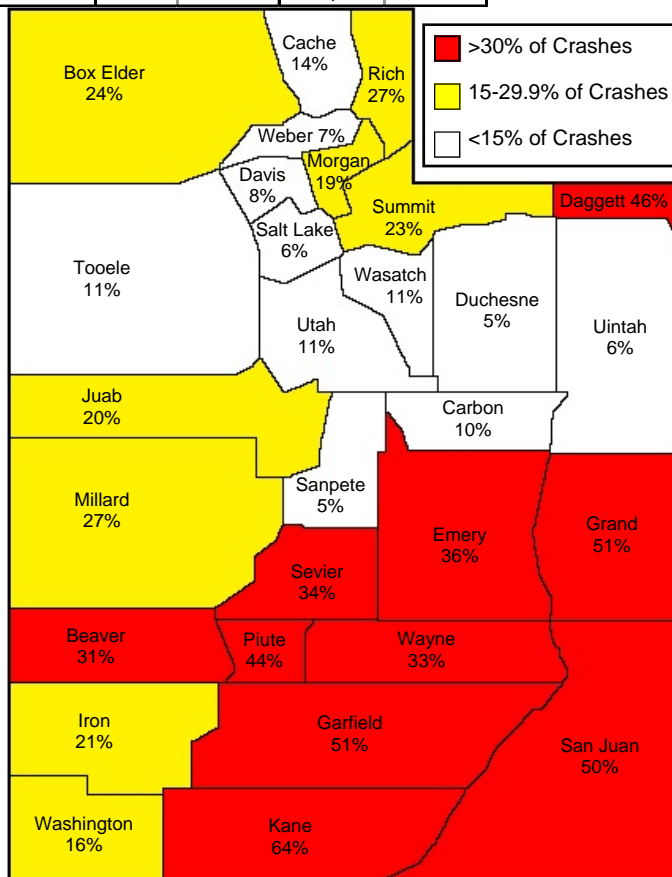 Cache
14%
Box Elder
24%
Rich
27%
>30% of Crashes
15-29.9% of Crashes
<15% of Crashes
Weber 7%
Morgan
19%
Davis
8%
Summit
23%
Daggett 46%
Salt Lake
6%
Tooele
11%
Wasatch
11%
Duchesne
5%
Utah
11%
Uintah
6%
Juab
20%
Carbon
10%
Sanpete
5%
Millard
27%
Emery
36%
Grand
51%
Sevier
34%
Beaver
31%
Piute
44%
Wayne
33%
Iron
21%
Garfield
51%
San Juan
50%
Washington
16%
Kane
64%